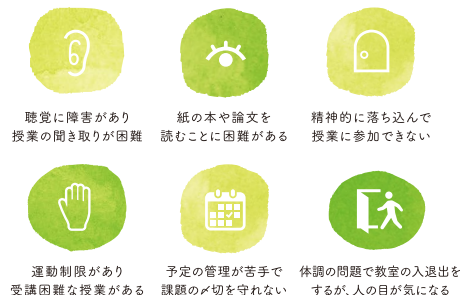 聴覚に障害があり
授業の聞き取りが困難
紙の本や論文を
読むことに困難がある
精神的に落ち込んで
授業に参加できない
運動制限があり
受講困難な授業がある
予定の管理が苦手で
課題の〆切を守れない
体調の問題で教室の入退出を
するが、人の目が気になる